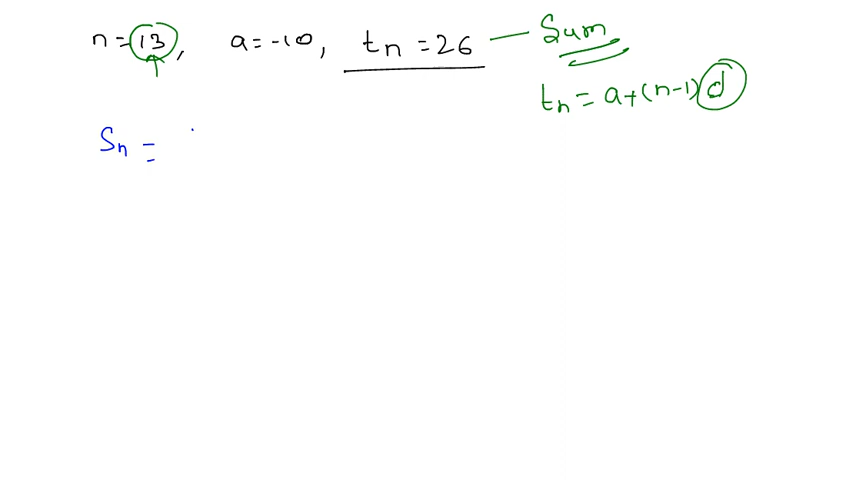 n = 13, a = -10, tn = 26 — Sum
tn = a + (n-1) d
Sn =